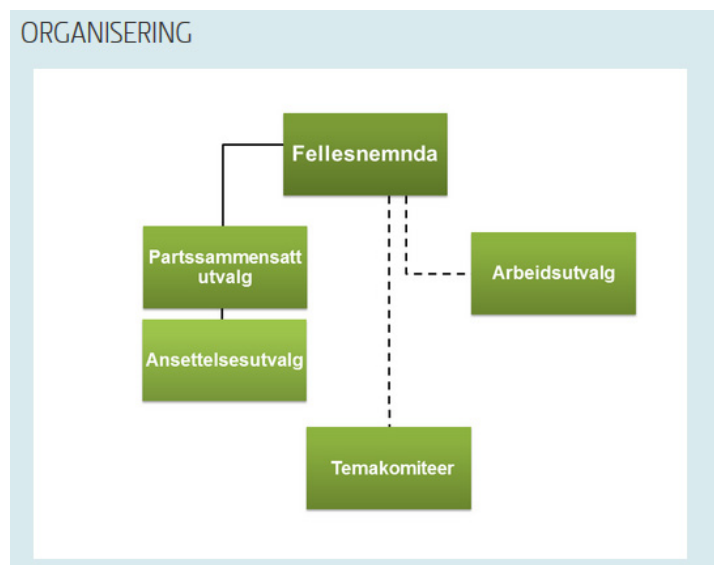 ORGANISERING
Fellesnemnda
Partssammensatt
utvalg
Arbeidsutvalg
Ansettelsesutvalg
Temakomiteer